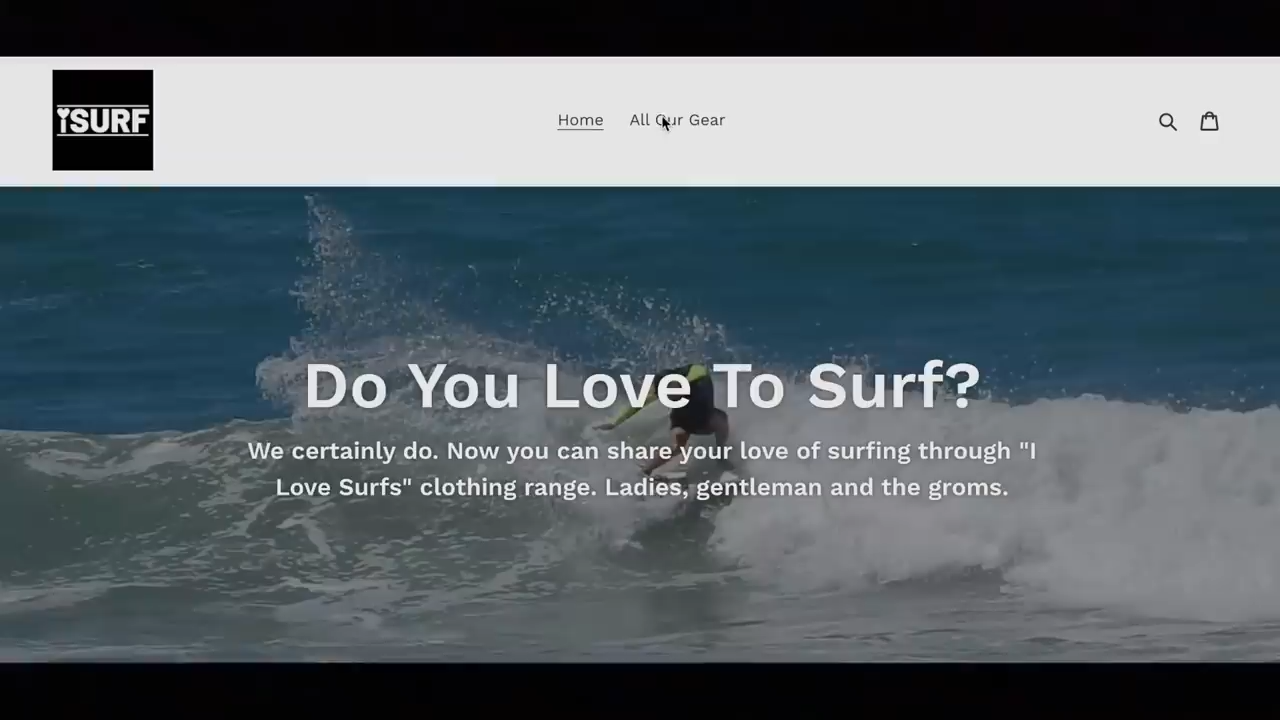 iSURF
Home All Our Gear
Do You Love To Surf?
We certainly do. Now you can share your love of surfing through "I
Love Surfs" clothing range. Ladies, gentleman and the groms.